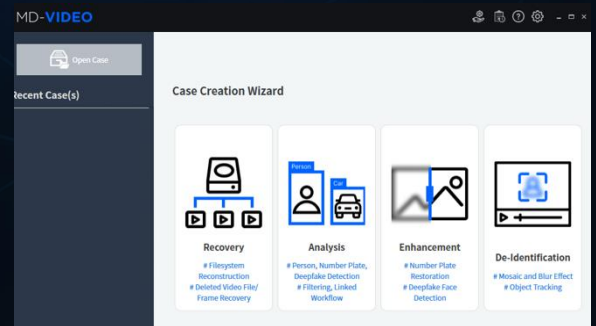 MD-VIDEO
Open Case
Recent Case(s)
Case Creation Wizard
Person
Car
Recovery
# Filesystem
Reconstruction
# Deleted Video File/
Frame Recovery
Analysis
# Person, Number Plate,
Deepfake Detection
# Filtering, Linked
Workflow
Enhancement
# Number Plate
Restoration
# Deepfake Face
Detection
De-Identification
# Mosaic and Blur Effect
# Object Tracking